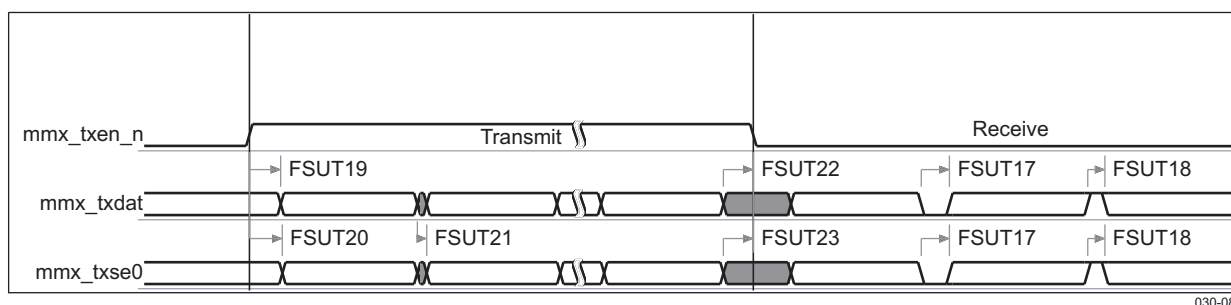 mmx_txen_n Transmit Receive
FSUT19 FSUT22 FSUT17 FSUT18
mmx_txdat
FSUT20 FSUT21 FSUT23 FSUT17 FSUT18
mmx_txse0